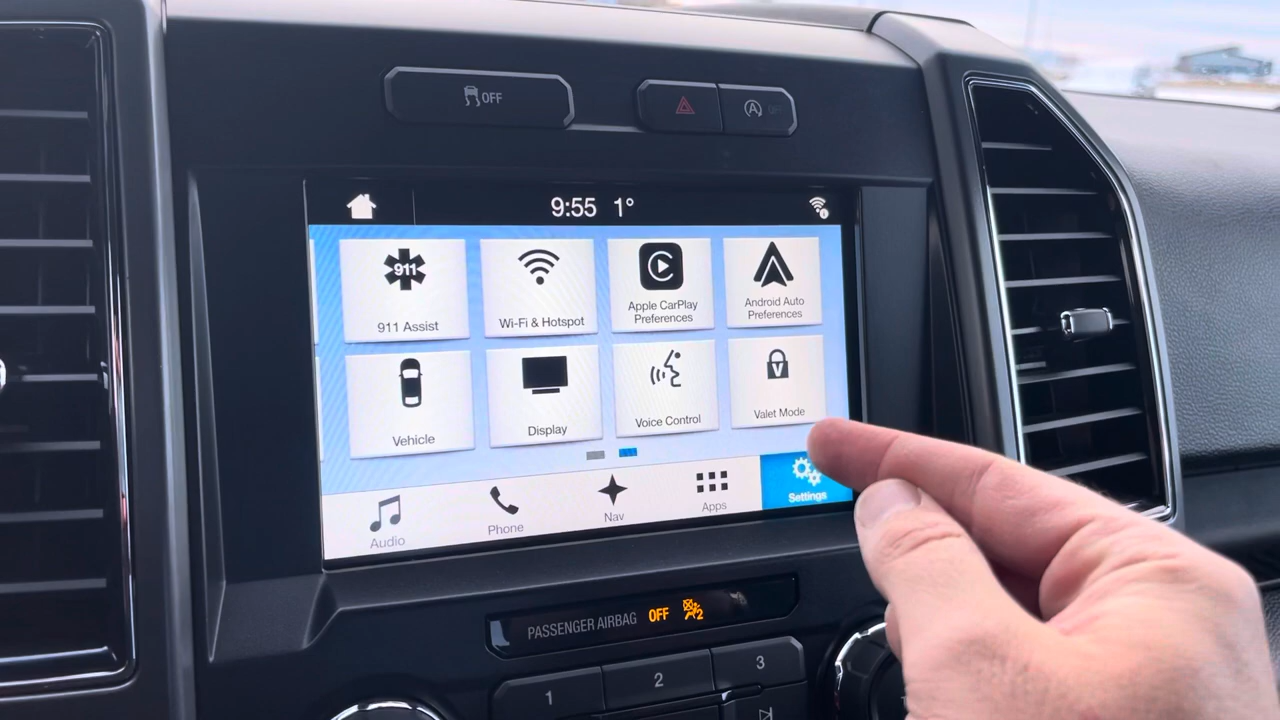 OFF
A OFF
9:55 1°
911
911 Assist
Wi-Fi & Hotspot
Apple CarPlay
Preferences
Android Auto
Preferences
Vehicle
Display
Voice Control
V
Valet Mode
Audio
Phone
Nav
Apps
Settings
PASSENGER AIRBAG OFF 2
1
2
3